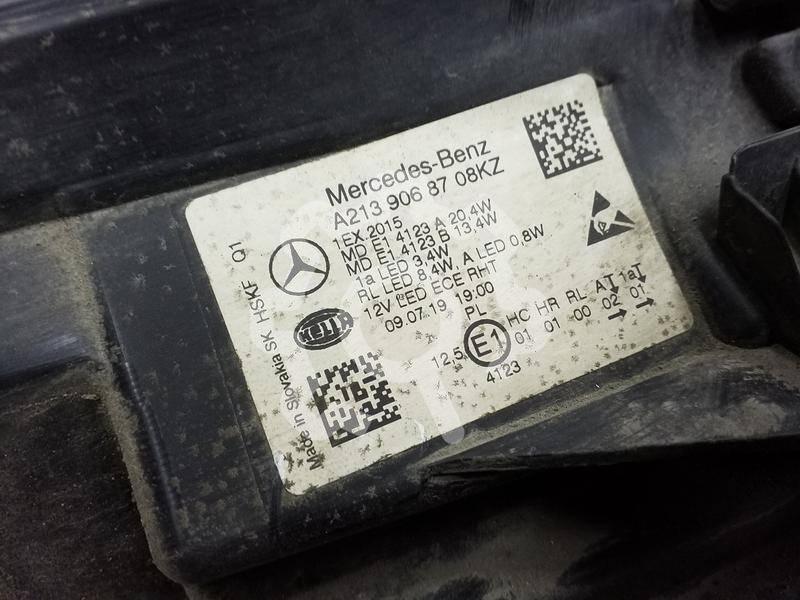 Mercedes-Benz
A213 906 87 08KZ
1EX.2015
MD E1 4123 A 20,4W
MD E1 4123 B 13,4W
1a LED 3,4W
RL LED 8,4W, A LED 0,8W
12V LED ECE RHT
09.07.19 19:00
PL
HC HR RL AT 1aT
12,5 E1 01 01 00 02 01
4123
HELLA
Made in Slovakia SK HSKF Q1